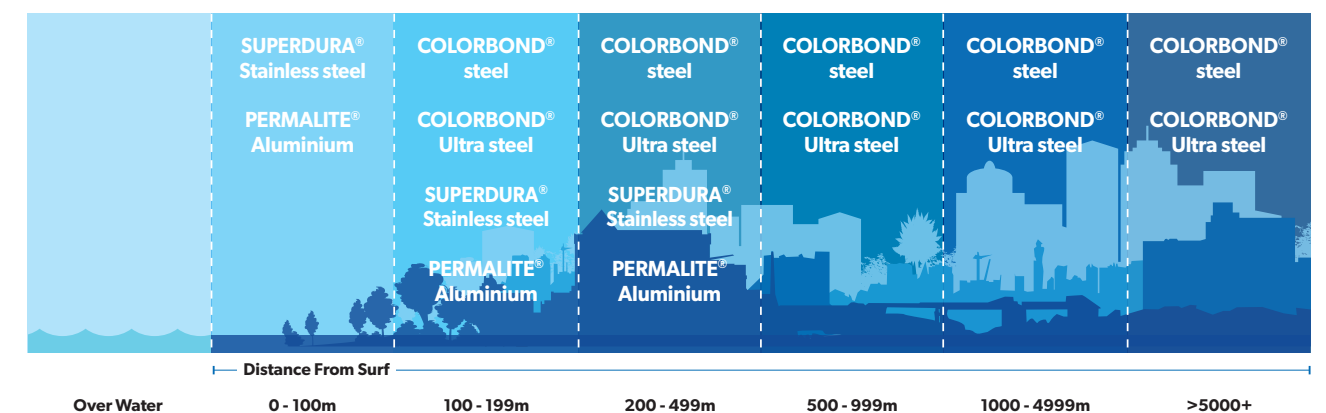 SUPERDURA®
Stainless steel
PERMALITE®
Aluminium
COLORBOND®
steel
COLORBOND®
Ultra steel
SUPERDURA®
Stainless steel
PERMALITE®
Aluminium
COLORBOND®
steel
COLORBOND®
Ultra steel
SUPERDURA®
Stainless steel
PERMALITE®
Aluminium
COLORBOND®
steel
COLORBOND®
Ultra steel
COLORBOND®
steel
COLORBOND®
Ultra steel
COLORBOND®
steel
COLORBOND®
Ultra steel
Distance From Surf
Over Water
0 - 100m
100 - 199m
200 - 499m
500 - 999m
1000 - 4999m
>5000+